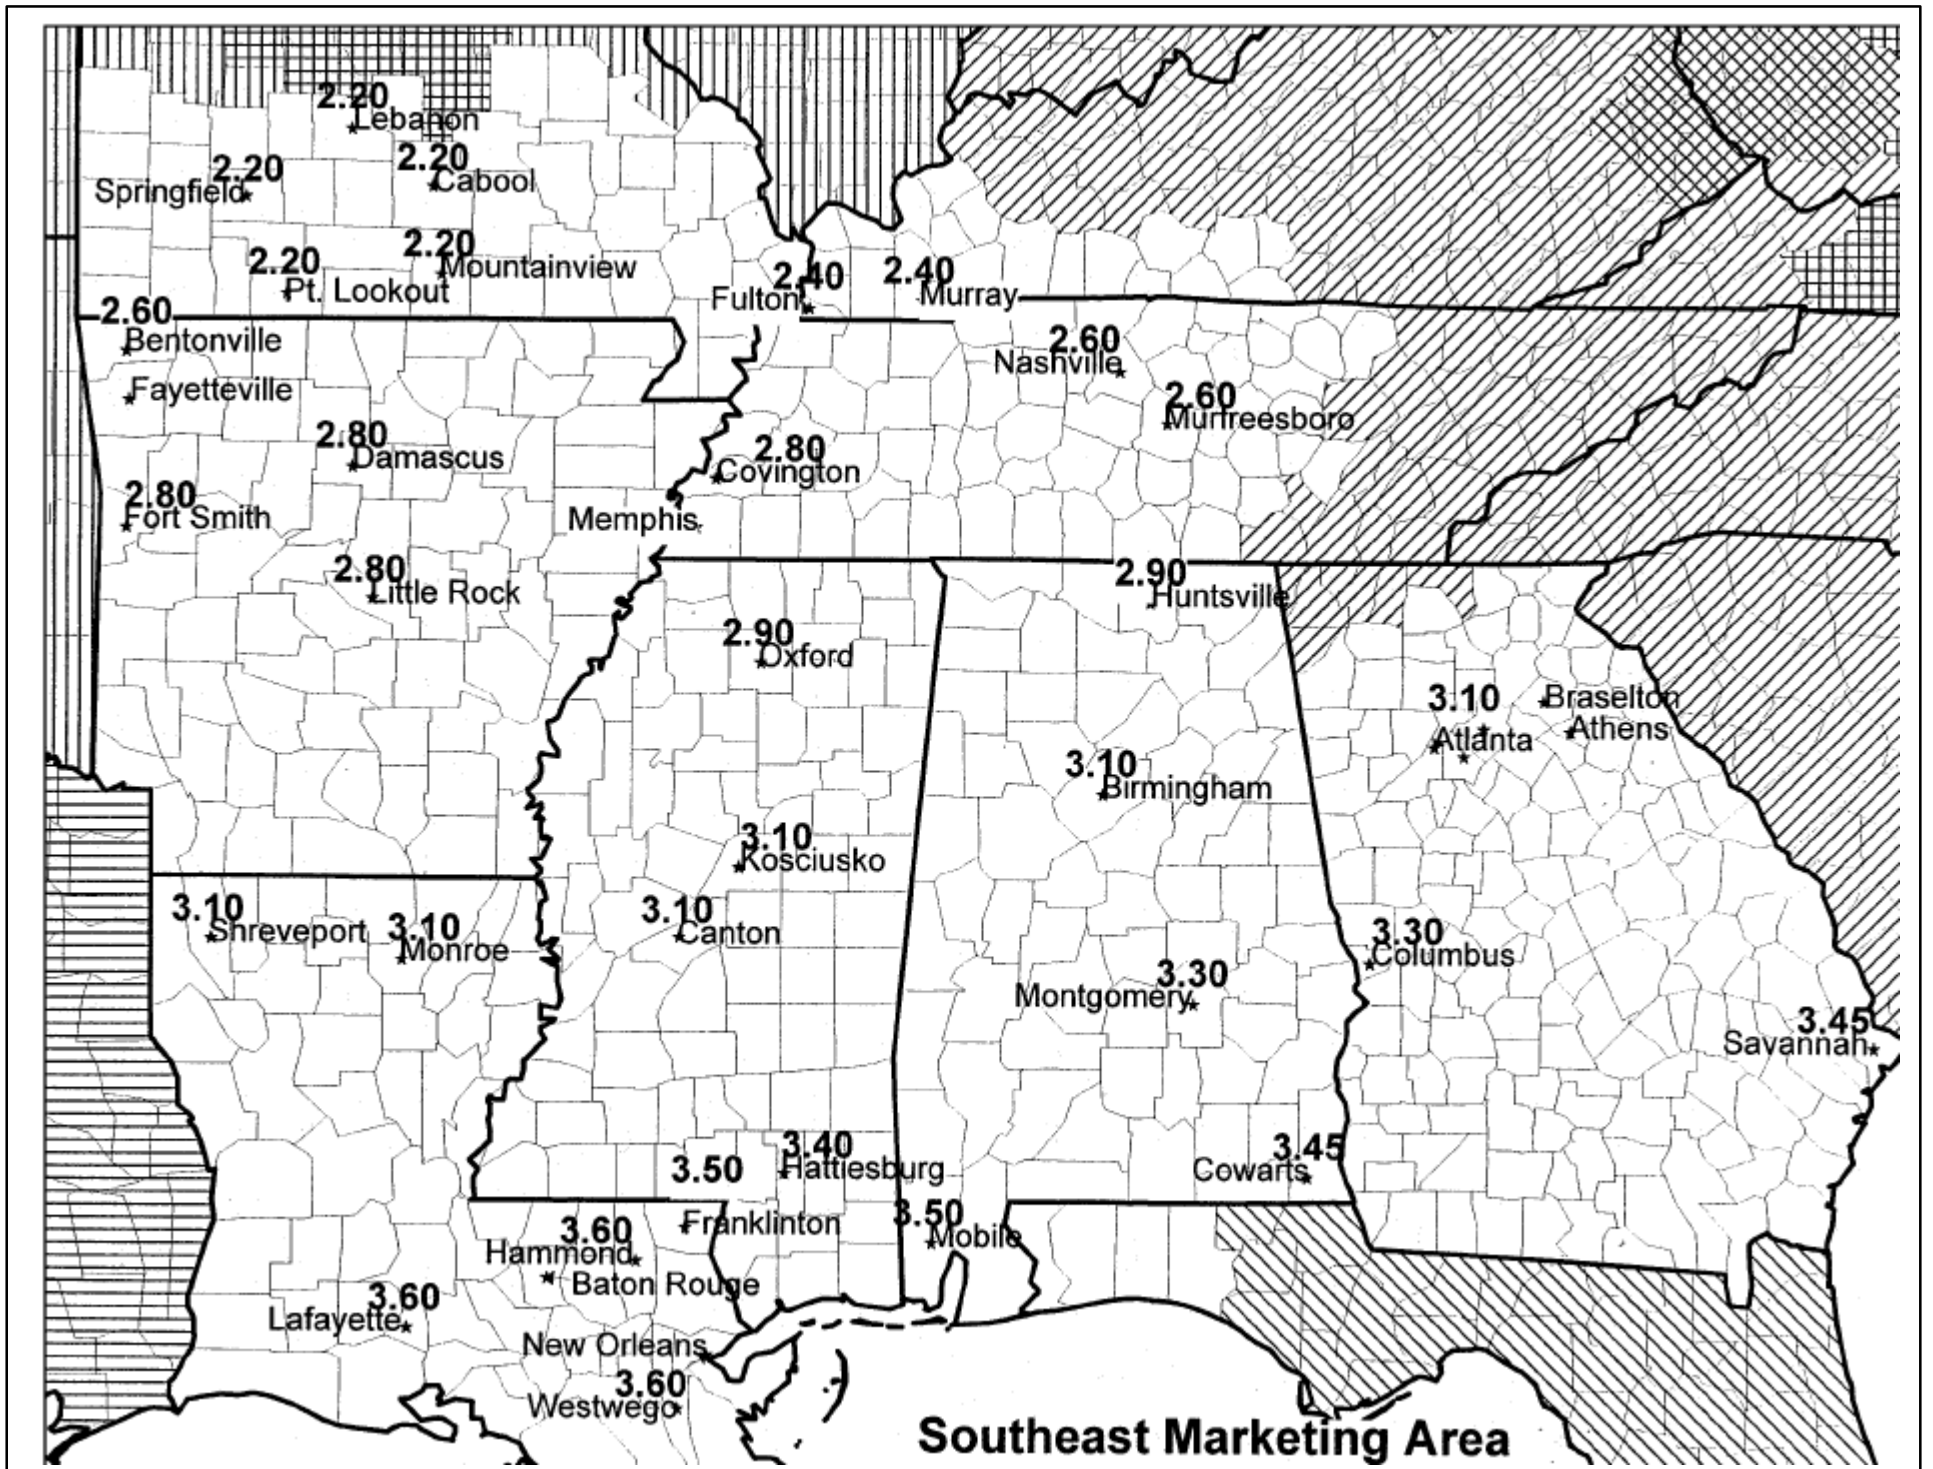 2.20
Lebanon
2.20
Cabool
2.20
Springfield
2.20
Mountainview
2.20
Pt. Lookout
2.40
Fulton
2.40
Murray
2.60
Bentonville
Fayetteville
2.60
Nashville
2.60
Murfreesboro
2.80
Damascus
2.80
Covington
2.80
Fort Smith
Memphis
2.80
Little Rock
2.90
Huntsville
2.90
Oxford
3.10
Atlanta
Braselton
Athens
3.10
Birmingham
3.10
Kosciusko
3.10
Shreveport
3.10
Monroe
3.10
Canton
3.30
Columbus
3.30
Montgomery
3.45
Savannah
3.40
Hattiesburg
3.50
Franklinton
3.45
Cowarts
3.50
Mobile
3.60
Hammond
Baton Rouge
3.60
Lafayette
New Orleans
3.60
Westwego
Southeast Marketing Area